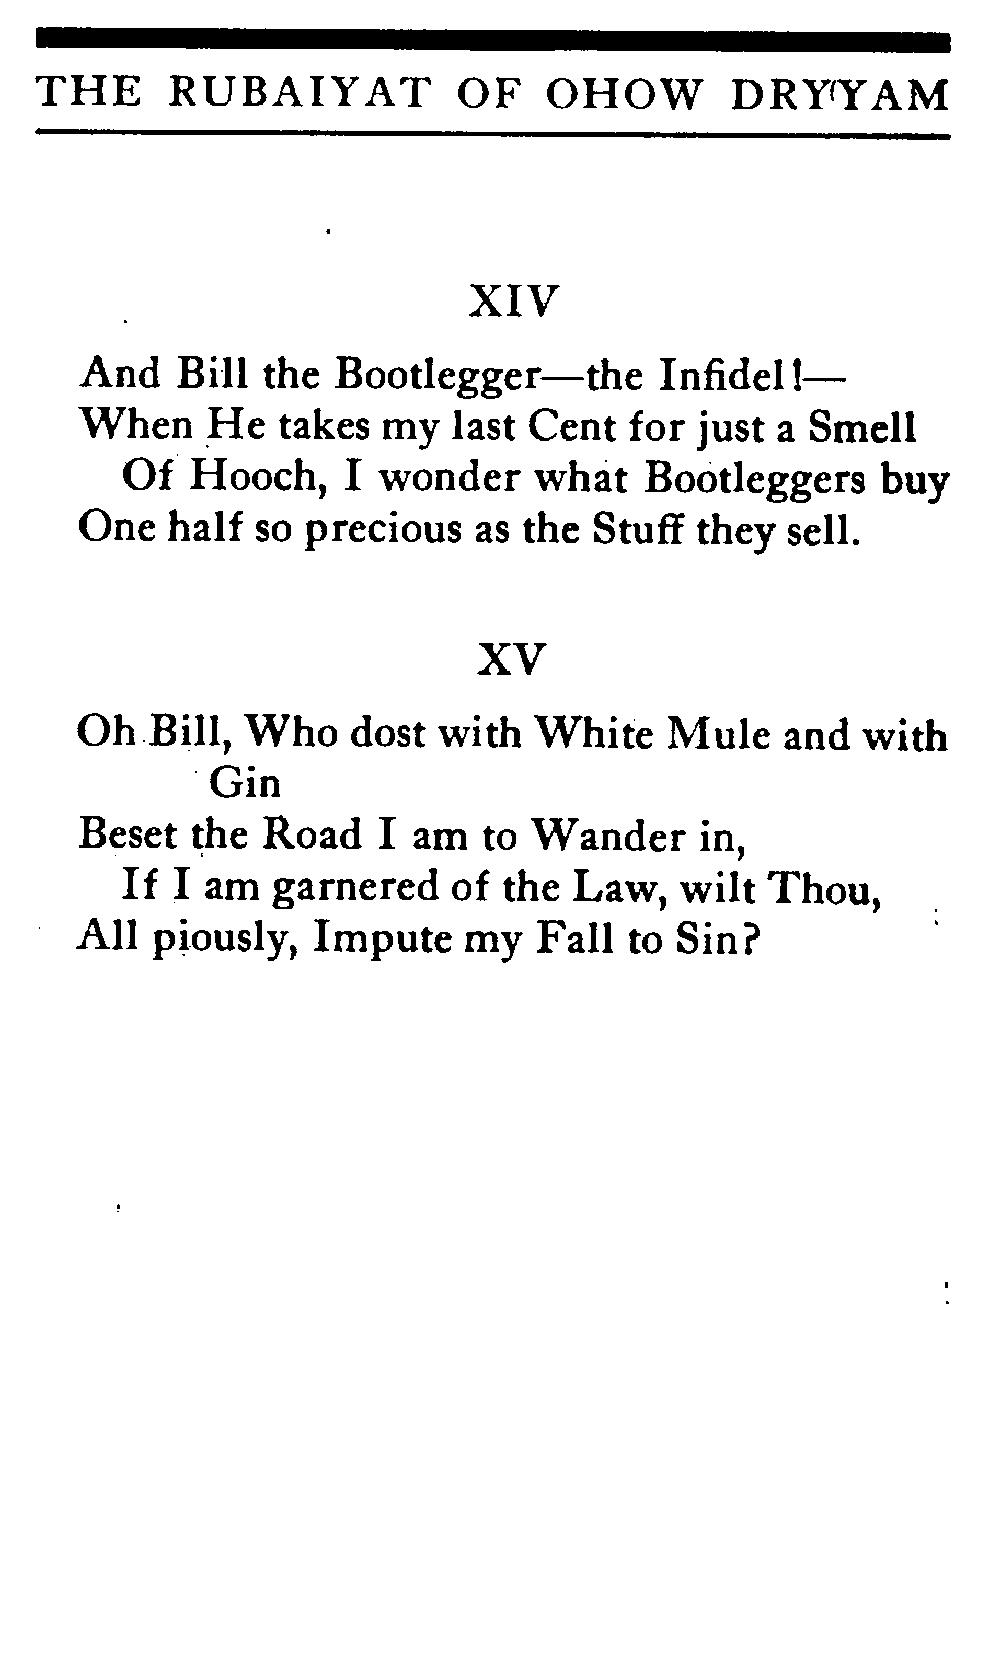 THE RUBAIYAT OF OHOW DRYYAM
XIV
And Bill the Bootlegger—the Infidel!—
When He takes my last Cent for just a Smell
Of Hooch, I wonder what Bootleggers buy
One half so precious as the Stuff they sell.
XV
Oh Bill, Who dost with White Mule and with
Gin
Beset the Road I am to Wander in,
If I am garnered of the Law, wilt Thou,
All piously, Impute my Fall to Sin?